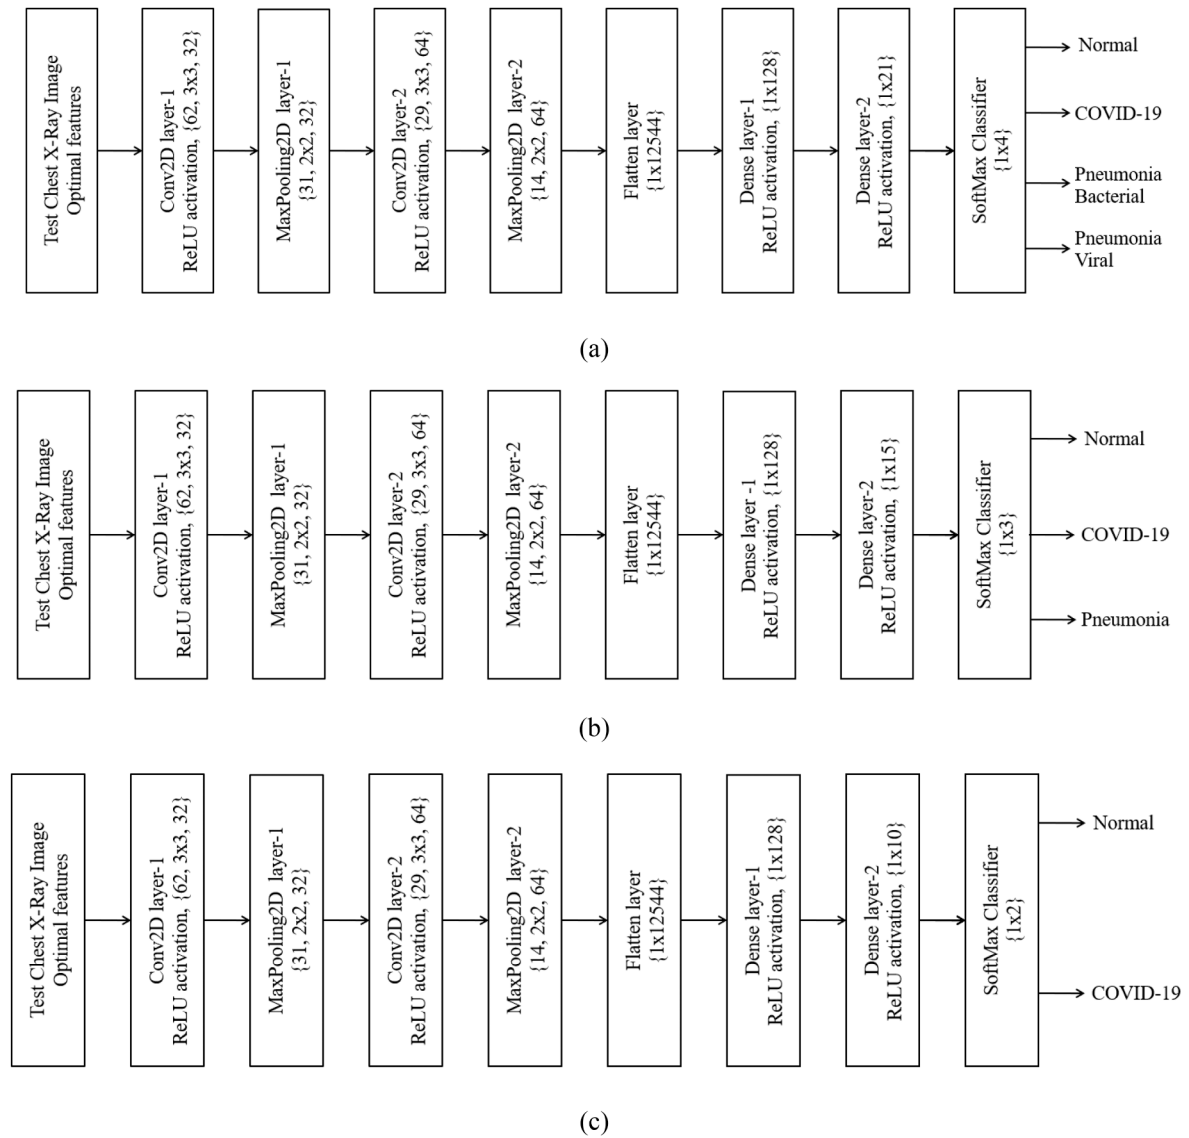 Test Chest X-Ray Image
Optimal features
Conv2D layer-1
ReLU activation, {62, 3x3, 32}
MaxPooling2D layer-1
{31, 2x2, 32}
Conv2D layer-2
ReLU activation, {29, 3x3, 64}
MaxPooling2D layer-2
{14, 2x2, 64}
Flatten layer
{1x12544}
Dense layer-1
ReLU activation, {1x128}
Dense layer-2
ReLU activation, {1x21}
SoftMax Classifier
{1x4}
Normal
COVID-19
Pneumonia
Bacterial
Pneumonia
Viral
(a)
Test Chest X-Ray Image
Optimal features
Conv2D layer-1
ReLU activation, {62, 3x3, 32}
MaxPooling2D layer-1
{31, 2x2, 32}
Conv2D layer-2
ReLU activation, {29, 3x3, 64}
MaxPooling2D layer-2
{14, 2x2, 64}
Flatten layer
{1x12544}
Dense layer -1
ReLU activation, {1x128}
Dense layer-2
ReLU activation, {1x15}
SoftMax Classifier
{1x3}
Normal
COVID-19
Pneumonia
(b)
Test Chest X-Ray Image
Optimal features
Conv2D layer-1
ReLU activation, {62, 3x3, 32}
MaxPooling2D layer-1
{31, 2x2, 32}
Conv2D layer-2
ReLU activation, {29, 3x3, 64}
MaxPooling2D layer-2
{14, 2x2, 64}
Flatten layer
{1x12544}
Dense layer-1
ReLU activation, {1x128}
Dense layer-2
ReLU activation, {1x10}
SoftMax Classifier
{1x2}
Normal
COVID-19
(c)